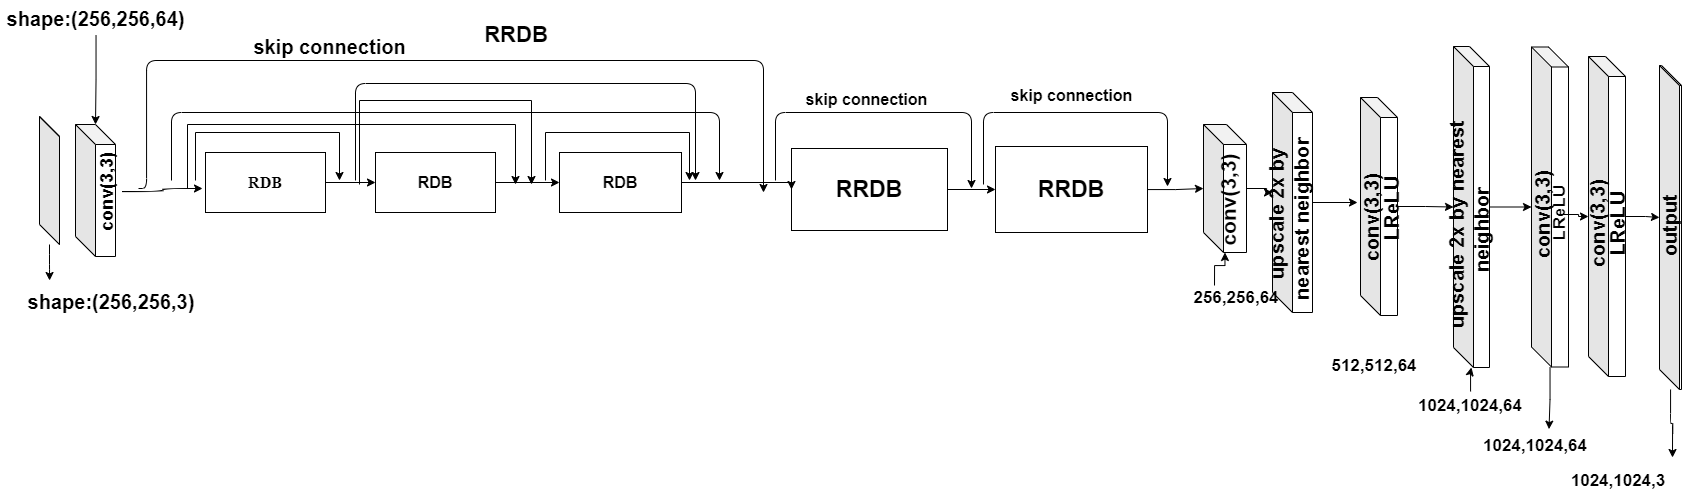 shape:(256,256,64)
RRDB
skip connection
skip connection
skip connection
conv(3,3)
RDB
RDB
RDB
RRDB
RRDB
conv(3,3)
upscale 2x by
nearest neighbor
conv(3,3)
LReLU
upscale 2x by nearest
neighbor
conv(3,3)
LReLU
conv(3,3)
LReLU
output
shape:(256,256,3)
256,256,64
512,512,64
1024,1024,64
1024,1024,64
1024,1024,3